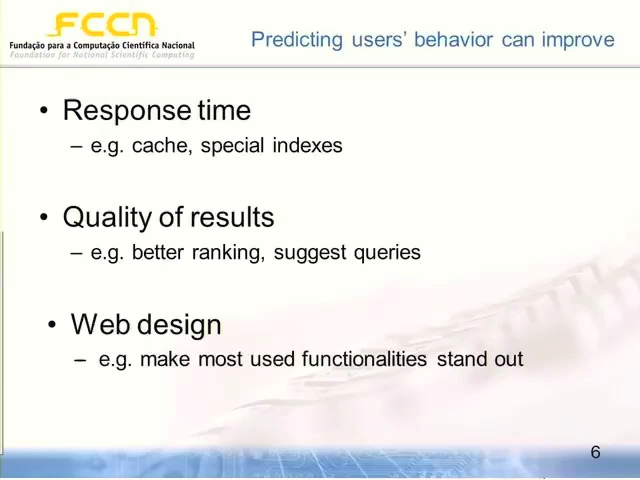 FCCN
Fundação para a Computação Científica Nacional
Foundation for National Scientific Computing
Predicting users' behavior can improve
• Response time
– e.g. cache, special indexes
• Quality of results
– e.g. better ranking, suggest queries
• Web design
– e.g. make most used functionalities stand out
6